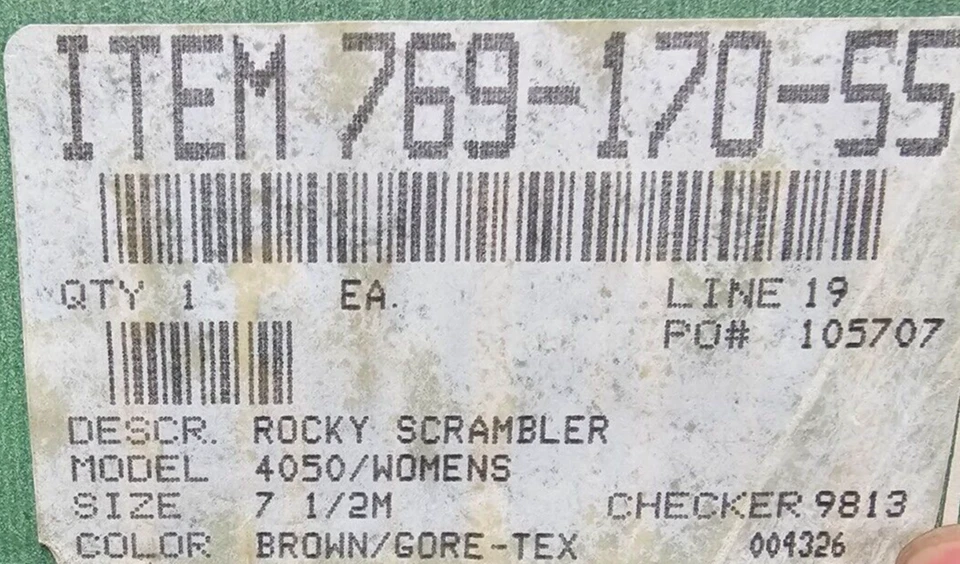 ITEM 769-170-55
QTY 1 EA. LINE 19
PO# 105707
DESCR. ROCKY SCRAMBLER
MODEL 4050/WOMENS
SIZE 7 1/2M CHECKER 9813
COLOR BROWN/GORE-TEX 004326